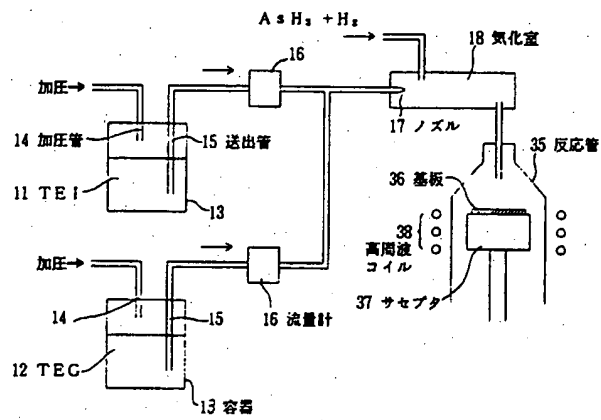 AsH₃ +H₂
16
18 気化室
加圧→
17 ノズル
14 加圧管
15 送出管
35 反応管
36 基板
11 TEI
13
38
高周波
コイル
加圧→
14
15
16 流量計
37 サセプタ
12 TEG
13 容器